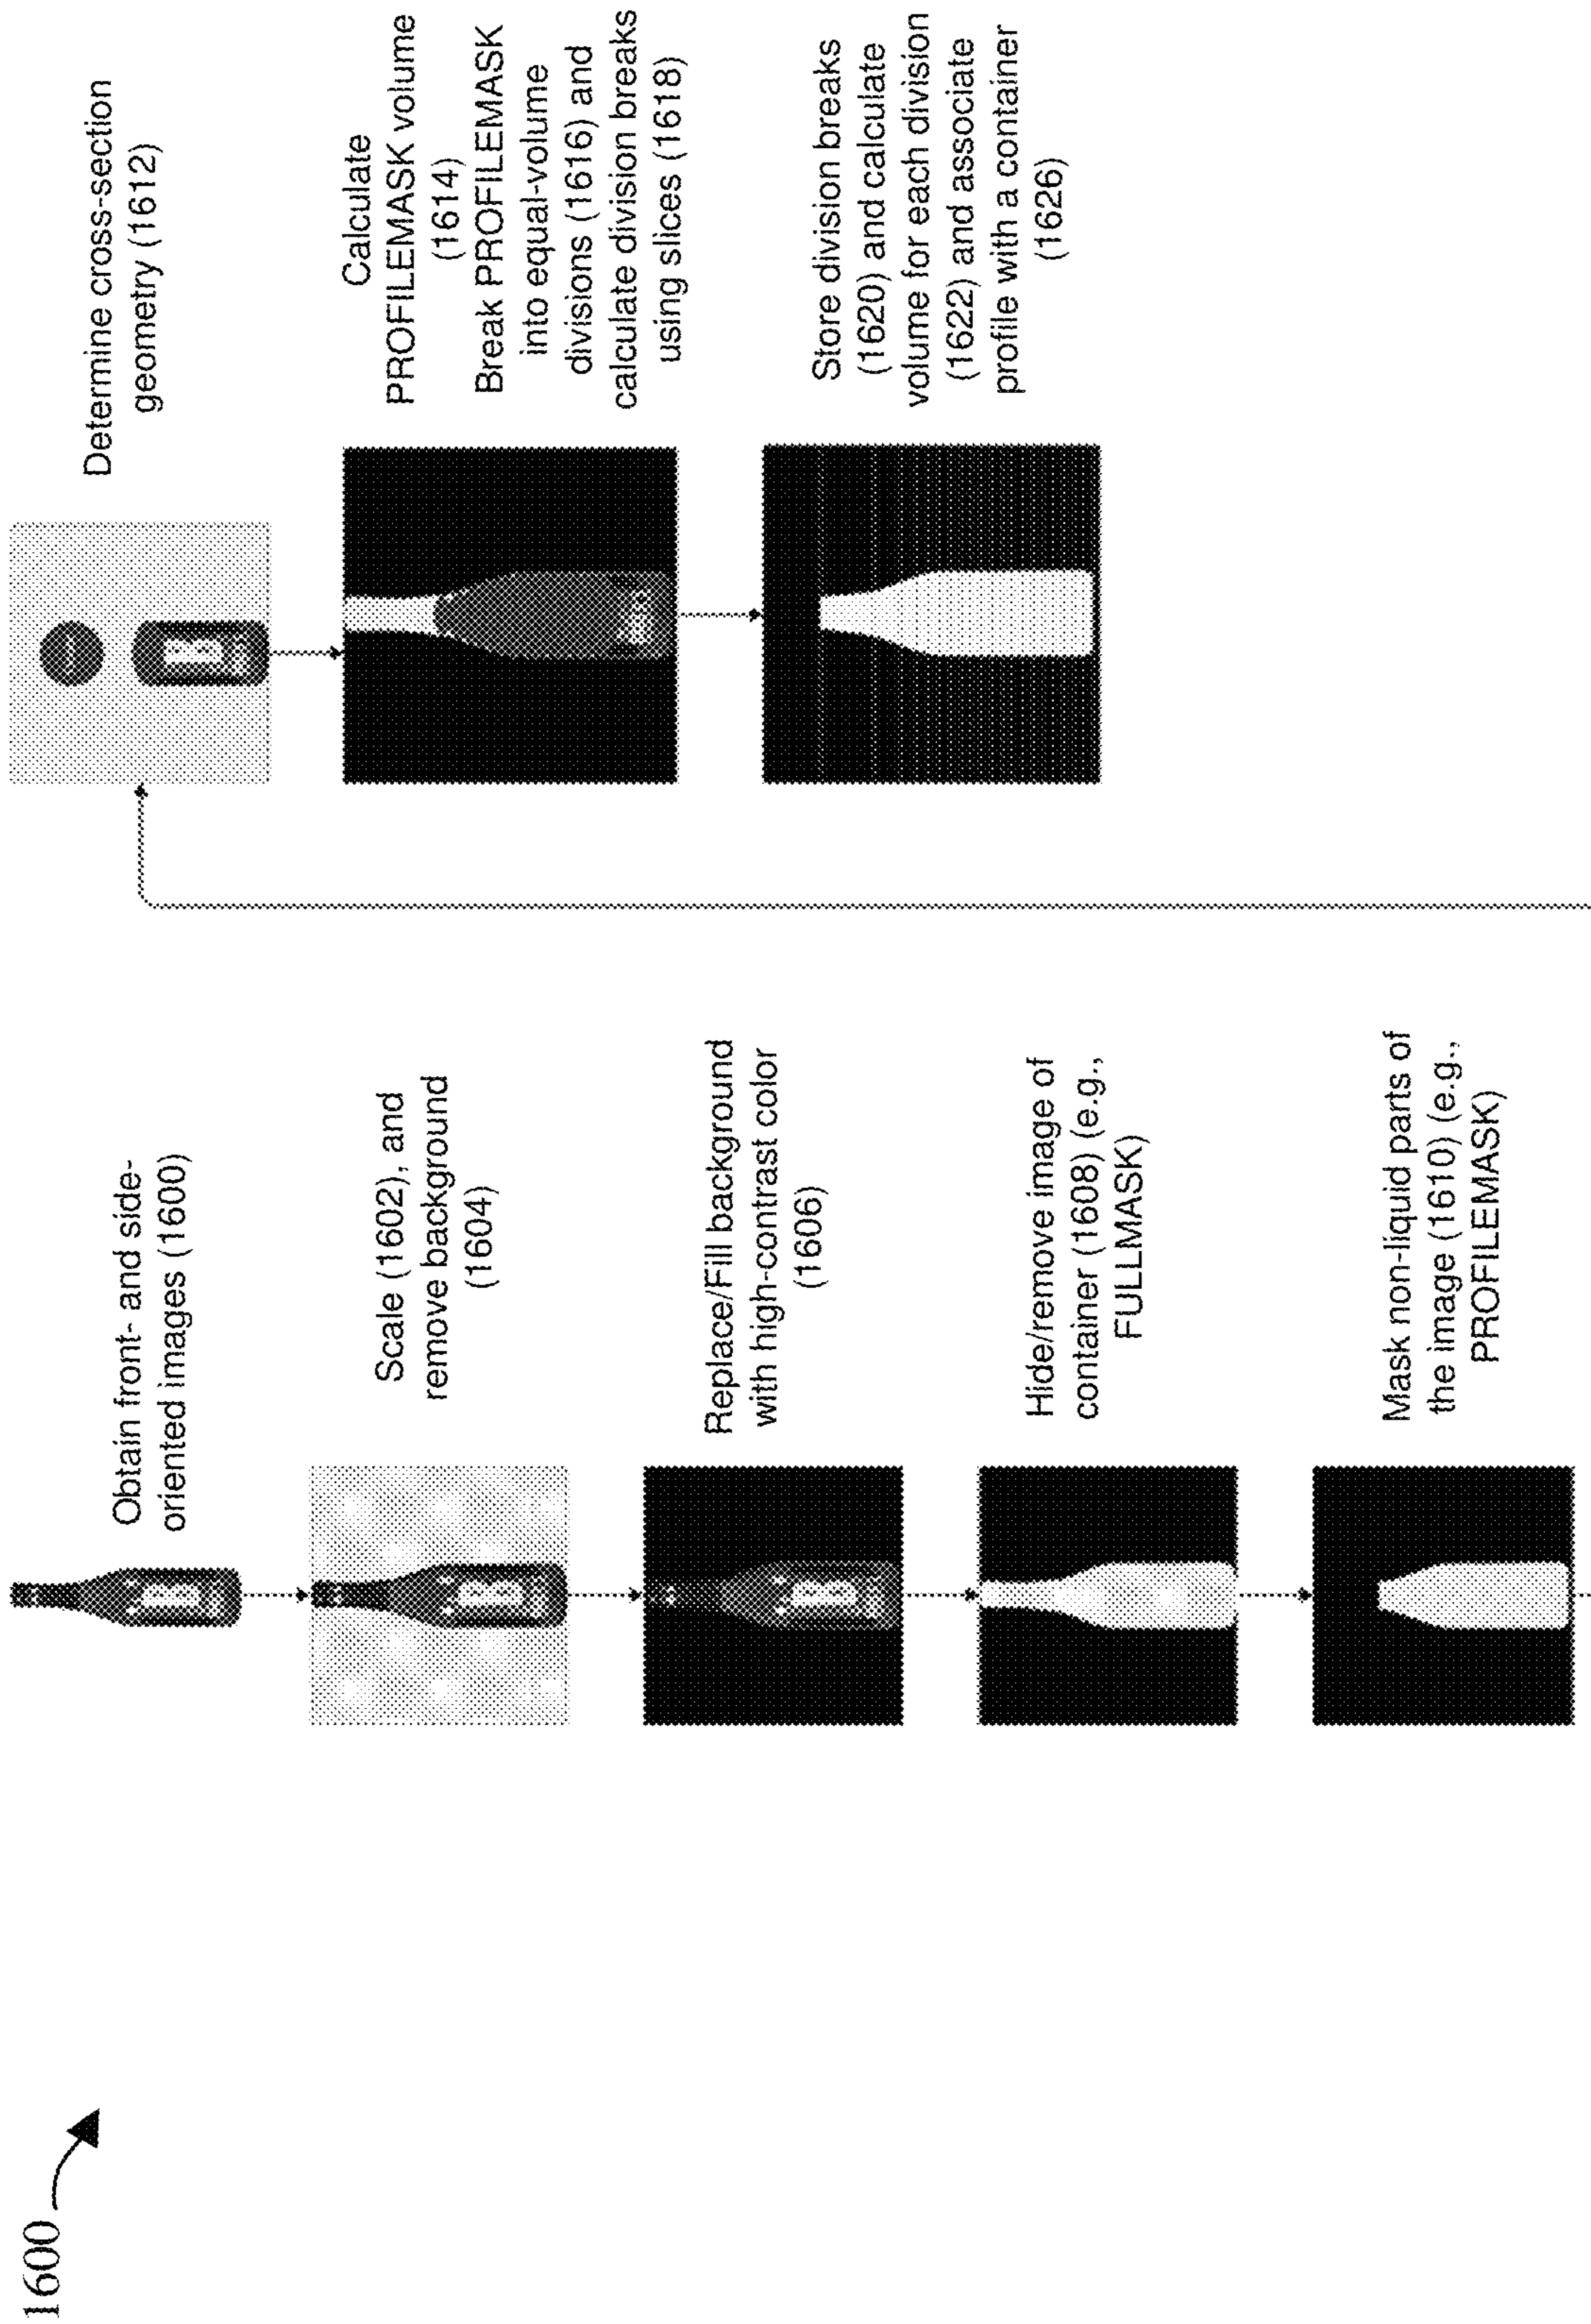 1600
Obtain front- and side-
oriented images (1600)
Scale (1602), and
remove background
(1604)
Replace/Fill background
with high-contrast color
(1606)
Hide/remove image of
container (1608) (e.g.,
FULLMASK)
Mask non-liquid parts of
the image (1610) (e.g.,
PROFILEMASK)
Determine cross-section
geometry (1612)
Calculate
PROFILEMASK volume
(1614)
Break PROFILEMASK
into equal-volume
divisions (1616) and
calculate division breaks
using slices (1618)
Store division breaks
(1620) and calculate
volume for each division
(1622) and associate
profile with a container
(1626)